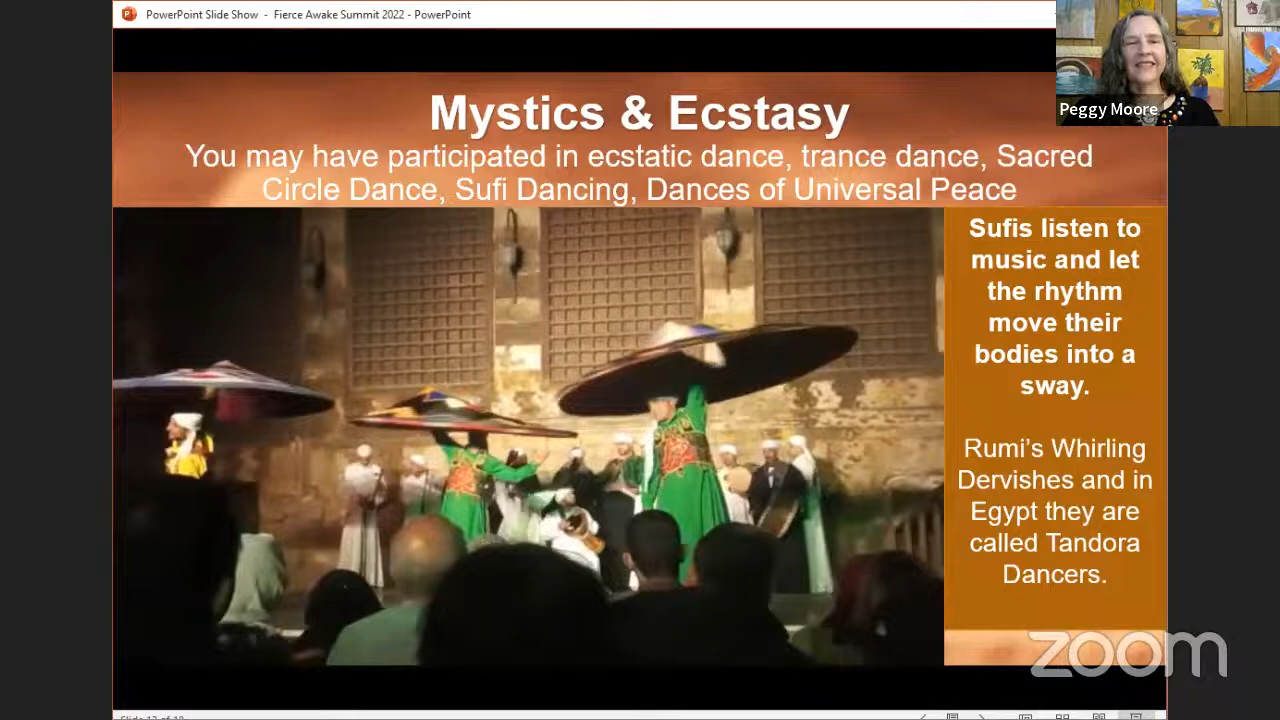 PowerPoint Slide Show - Fierce Awake Summit 2022 - PowerPoint
Peggy Moore
Mystics & Ecstasy
You may have participated in ecstatic dance, trance dance, Sacred
Circle Dance, Sufi Dancing, Dances of Universal Peace
Sufis listen to
music and let
the rhythm
move their
bodies into a
sway.
Rumi's Whirling
Dervishes and in
Egypt they are
called Tandora
Dancers.
zoom